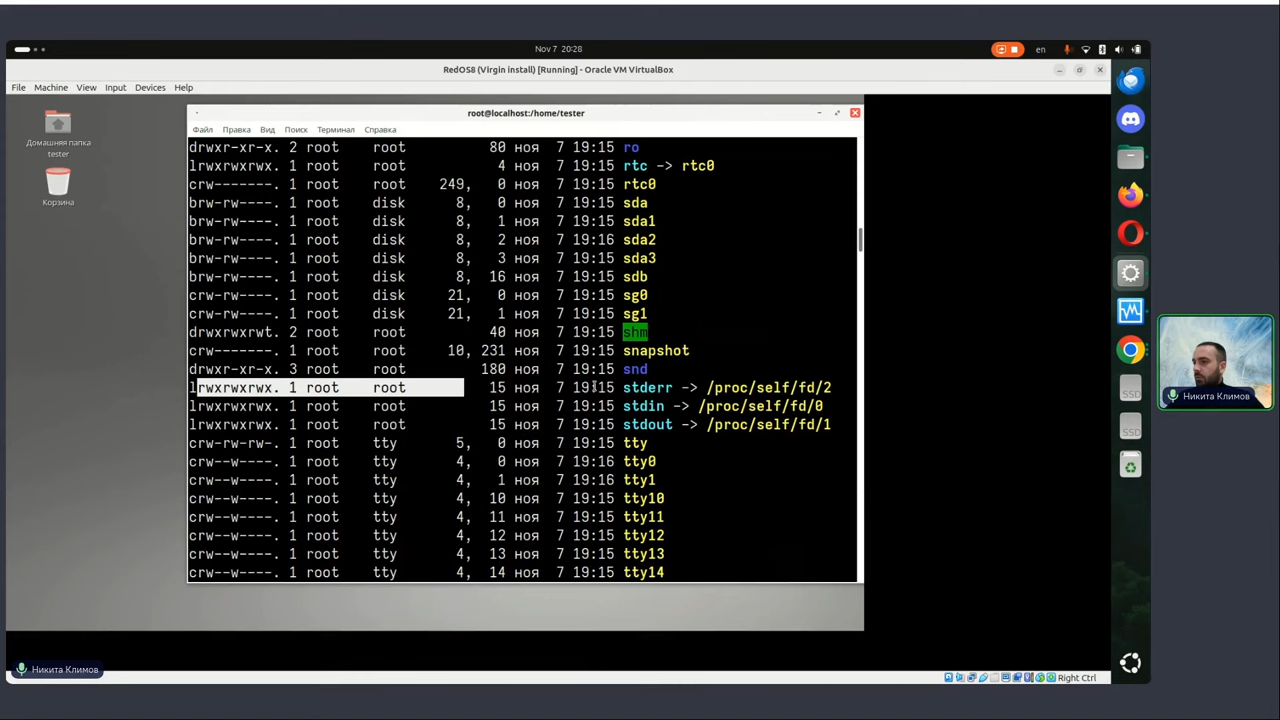 Nov 7 20:28
en
RedOS8 (Virgin install) [Running] - Oracle VM VirtualBox
File Machine View Input Devices Help
root@localhost:/home/tester
Файл Правка Вид Поиск Терминал Справка
Домашняя папка
tester
Корзина
drwxr-xr-x. 2 root root 80 ноя 7 19:15 ro
lrwxrwxrwx. 1 root root 4 ноя 7 19:15 rtc -> rtc0
crw-------. 1 root root 249, 0 ноя 7 19:15 rtc0
brw-rw----. 1 root disk 8, 0 ноя 7 19:15 sda
brw-rw----. 1 root disk 8, 1 ноя 7 19:15 sda1
brw-rw----. 1 root disk 8, 2 ноя 7 19:16 sda2
brw-rw----. 1 root disk 8, 3 ноя 7 19:15 sda3
brw-rw----. 1 root disk 8, 16 ноя 7 19:15 sdb
crw-rw----. 1 root disk 21, 0 ноя 7 19:15 sg0
crw-rw----. 1 root disk 21, 1 ноя 7 19:15 sg1
drwxrwxrwt. 2 root root 40 ноя 7 19:15 shm
crw-------. 1 root root 10, 231 ноя 7 19:15 snapshot
drwxr-xr-x. 3 root root 180 ноя 7 19:15 snd
lrwxrwxrwx. 1 root root 15 ноя 7 19:15 stderr -> /proc/self/fd/2
lrwxrwxrwx. 1 root root 15 ноя 7 19:15 stdin -> /proc/self/fd/0
lrwxrwxrwx. 1 root root 15 ноя 7 19:15 stdout -> /proc/self/fd/1
crw-rw-rw-. 1 root tty 5, 0 ноя 7 19:15 tty
crw--w----. 1 root tty 4, 0 ноя 7 19:16 tty0
crw--w----. 1 root tty 4, 1 ноя 7 19:16 tty1
crw--w----. 1 root tty 4, 10 ноя 7 19:15 tty10
crw--w----. 1 root tty 4, 11 ноя 7 19:15 tty11
crw--w----. 1 root tty 4, 12 ноя 7 19:15 tty12
crw--w----. 1 root tty 4, 13 ноя 7 19:15 tty13
crw--w----. 1 root tty 4, 14 ноя 7 19:15 tty14
SSD
SSD
Никита Климов
Никита Климов
Right Ctrl